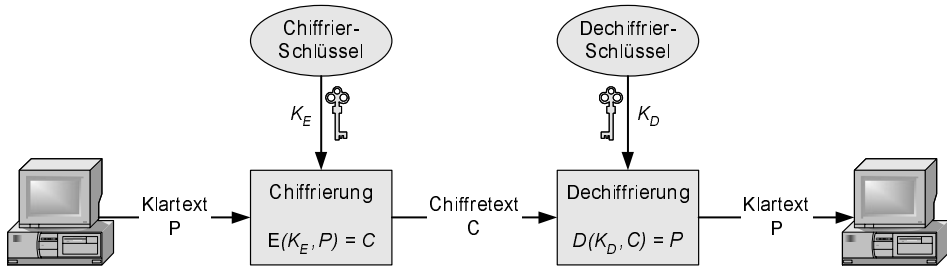 Chiffrier-
Schlüssel
Dechiffrier-
Schlüssel
K_E
K_D
Klartext
P
Chiffrierung
E(K_E, P) = C
Chiffretext
C
Dechiffrierung
D(K_D, C) = P
Klartext
P